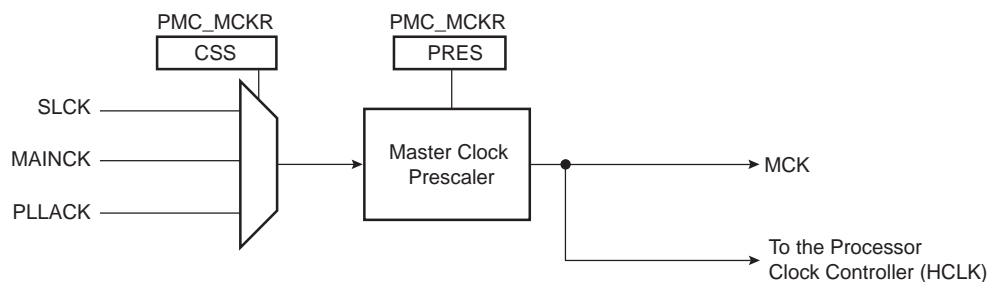 PMC_MCKR
PMC_MCKR
CSS
PRES
SLCK
MAINCK
PLLACK
Master Clock
Prescaler
MCK
To the Processor
Clock Controller (HCLK)